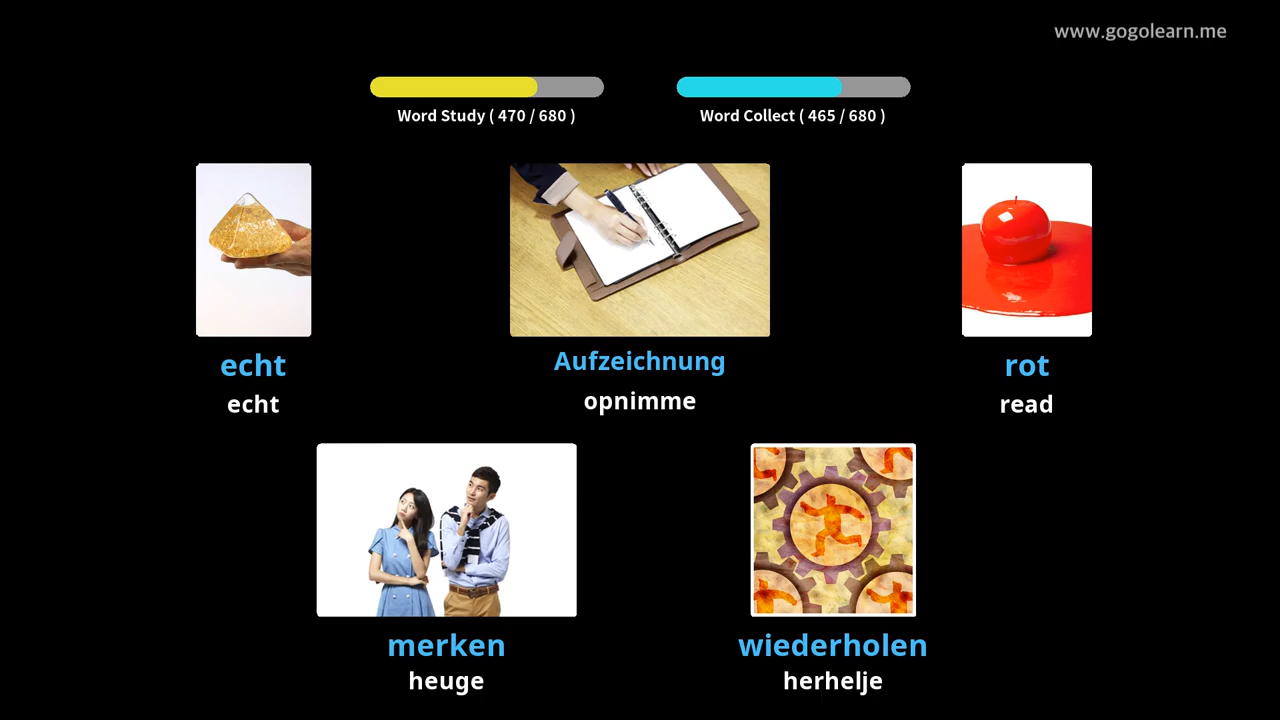 www.gogolearn.me
Word Study ( 470 / 680 )
Word Collect ( 465 / 680 )
echt
echt
Aufzeichnung
opnimme
rot
read
merken
heuge
wiederholen
herhelje